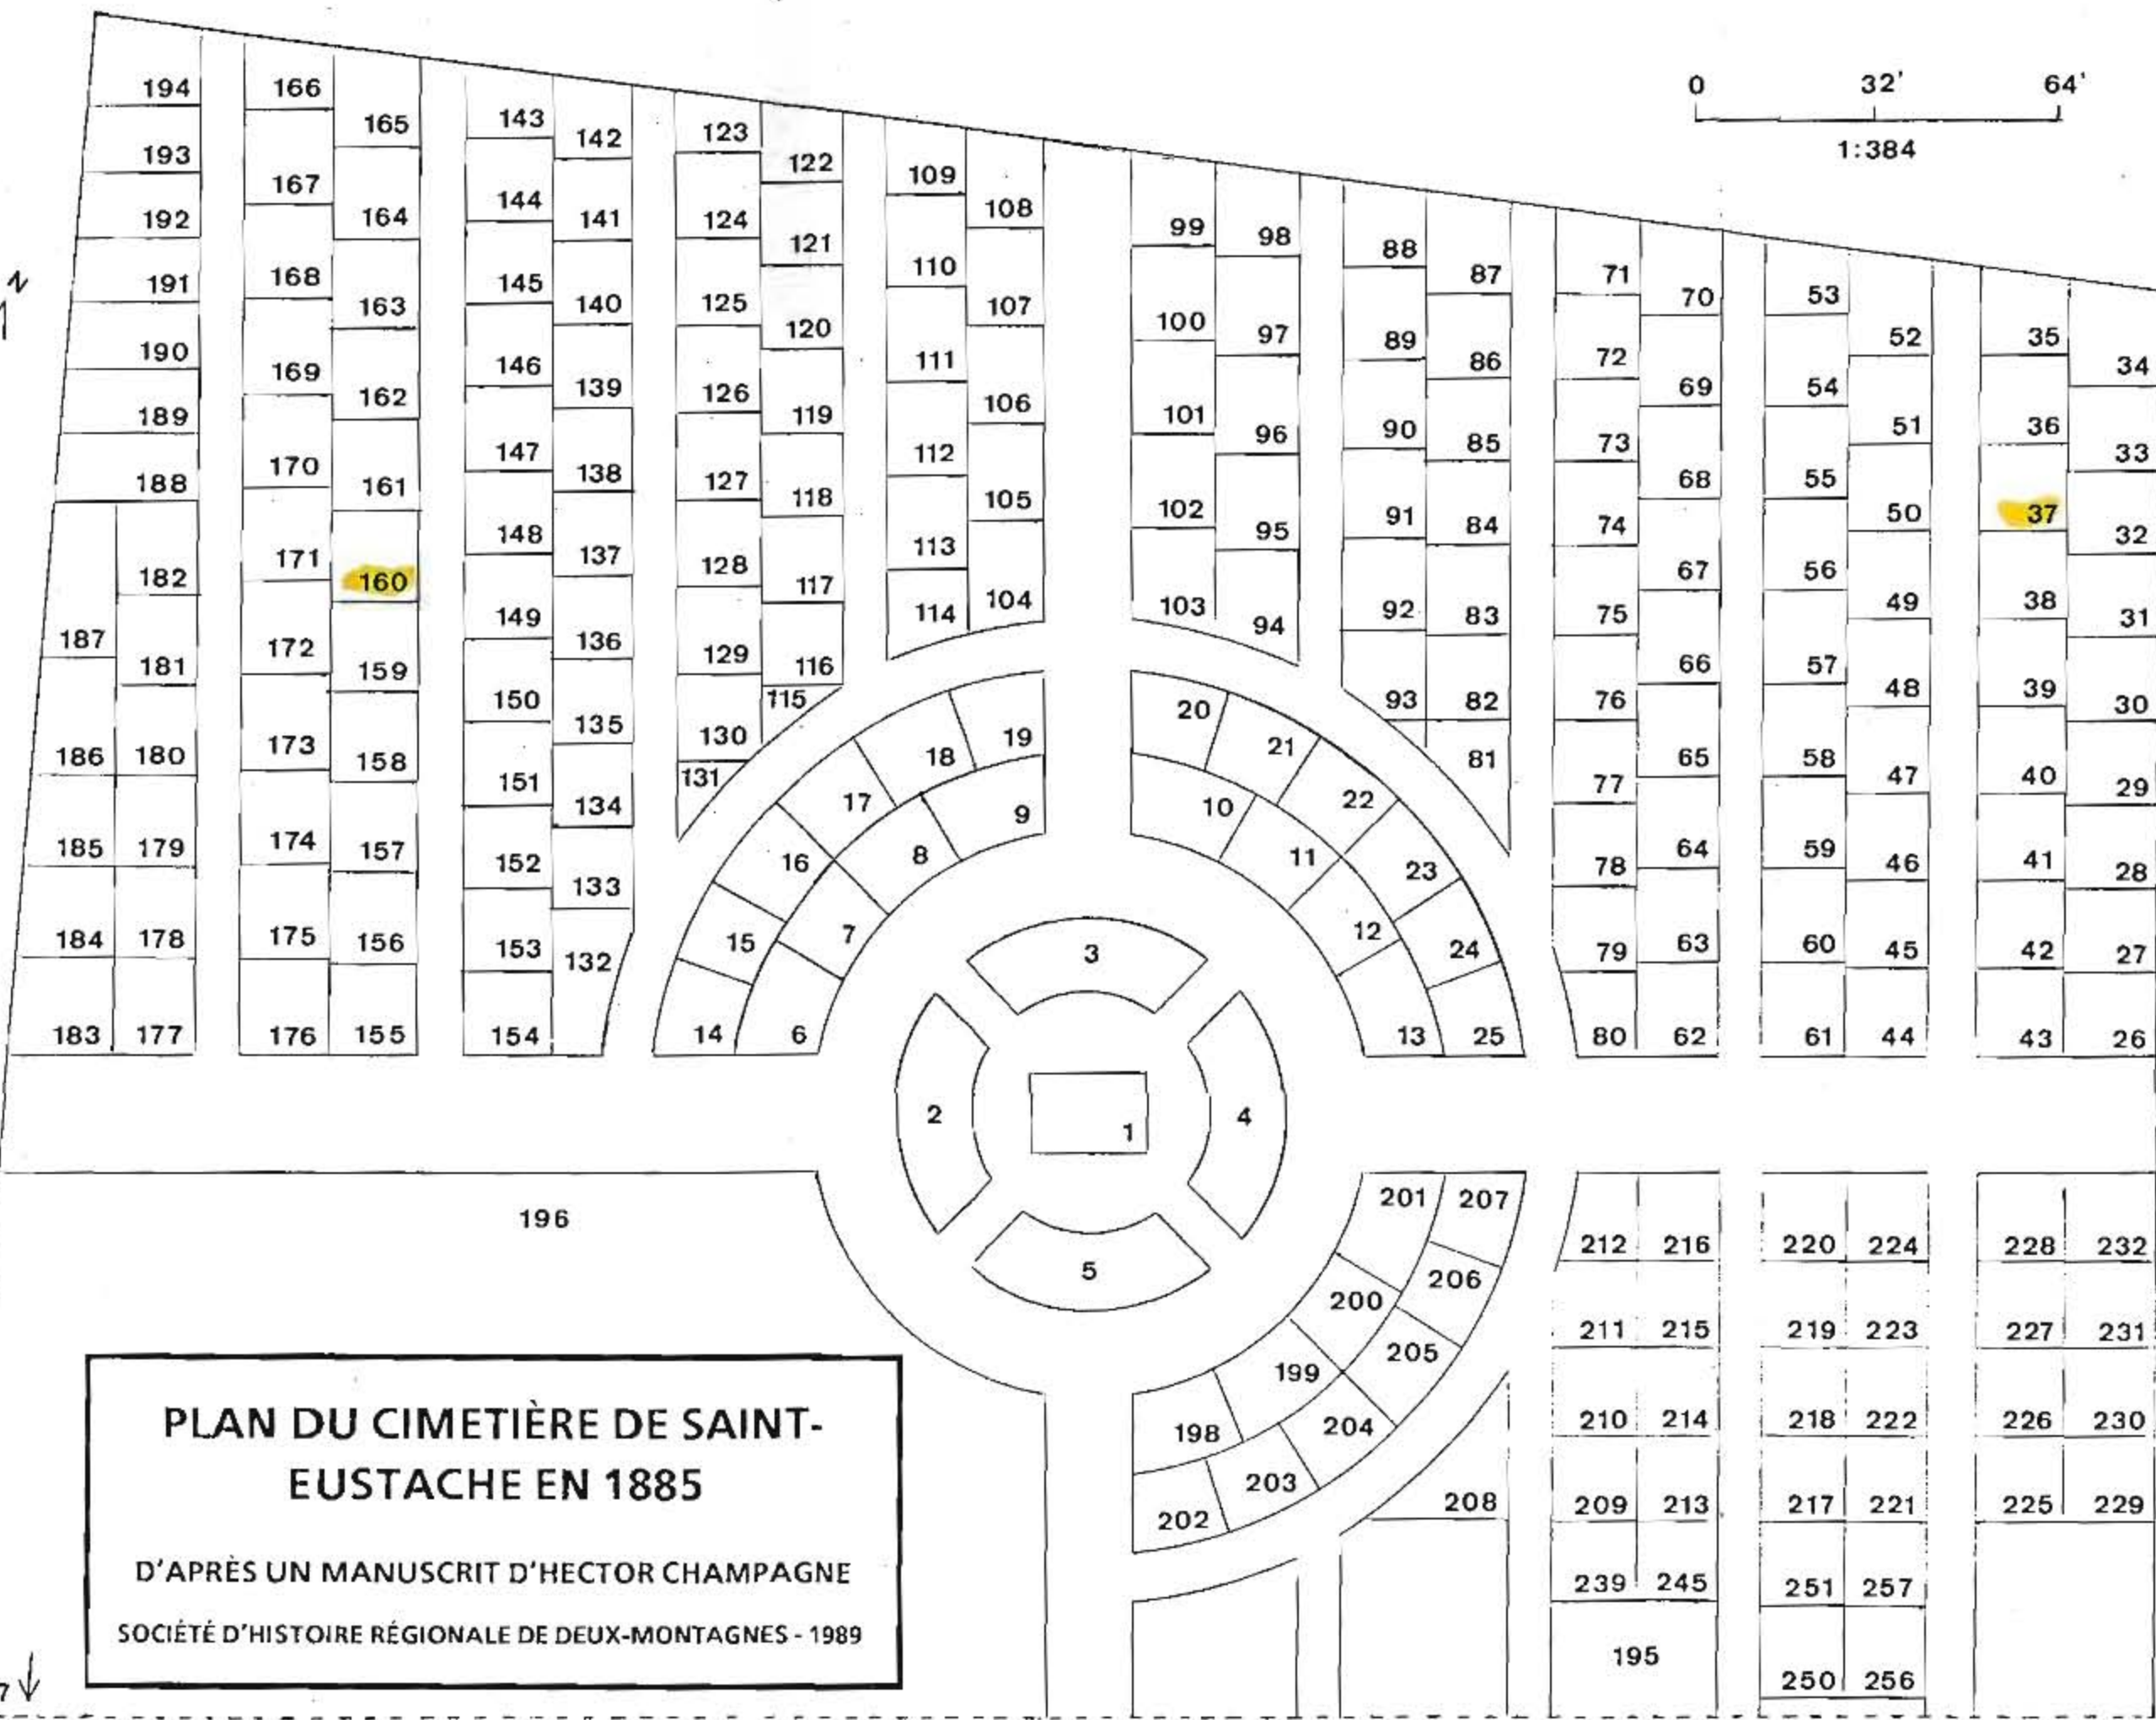 194 166 0 32' 64'
193 165 143 142 123 122 1:384
192 167 164 144 141 124 109 108 99 98
191 168 163 145 140 125 121 110 107 88 87 71 70 53
N
190 169 146 139 120 111 100 97 89 86 72 52 35 34
189 162 126 119 106 101 96 90 69 54 51 36
188 170 161 147 138 127 118 112 105 85 73 68 55 33
148 137 113 102 95 91 84 74 50 37 32
182 171 160 128 117 104 67 56
149 136 114 103 94 92 83 75 49 38 31
187 181 172 159 129 116 66 57
150 135 115 20 93 82 76 48 39 30
186 180 173 158 130 18 19 21 81 65 58
151 134 131 17 9 10 22 77 47 40 29
185 179 174 157 152 16 8 11 23 78 64 59 46 41 28
133
184 178 175 156 153 132 15 7 3 12 24 79 63 60 45 42 27
183 177 176 155 154 14 6 13 25 80 62 61 44 43 26
2 1 4
196 201 207
5 200 206 212 216 220 224 228 232
199 205 211 215 219 223 227 231
198 204 210 214 218 222 226 230
202 203 208 209 213 217 221 225 229
239 245 251 257
195 250 256
PLAN DU CIMETIÈRE DE SAINT-
EUSTACHE EN 1885
D'APRÈS UN MANUSCRIT D'HECTOR CHAMPAGNE
SOCIÉTÉ D'HISTOIRE RÉGIONALE DE DEUX-MONTAGNES - 1989